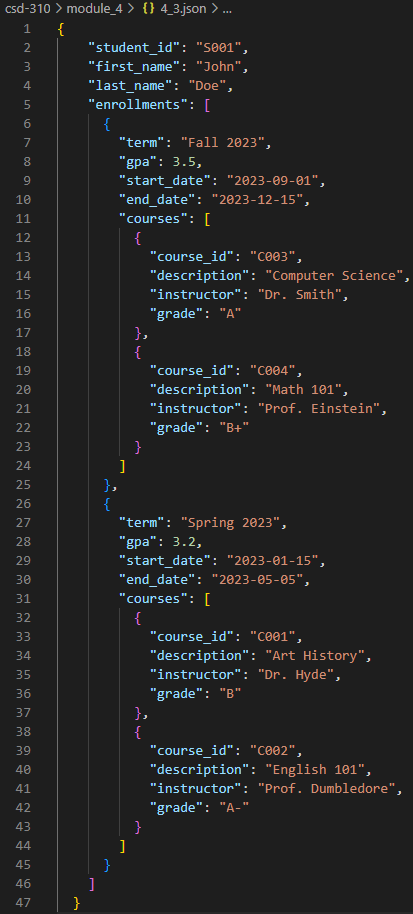 csd-310 > module_4 > {} 4_3.json > ...
1 {
2 "student_id": "S001",
3 "first_name": "John",
4 "last_name": "Doe",
5 "enrollments": [
6 {
7 "term": "Fall 2023",
8 "gpa": 3.5,
9 "start_date": "2023-09-01",
10 "end_date": "2023-12-15",
11 "courses": [
12 {
13 "course_id": "C003",
14 "description": "Computer Science",
15 "instructor": "Dr. Smith",
16 "grade": "A"
17 },
18 {
19 "course_id": "C004",
20 "description": "Math 101",
21 "instructor": "Prof. Einstein",
22 "grade": "B+"
23 }
24 ]
25 },
26 {
27 "term": "Spring 2023",
28 "gpa": 3.2,
29 "start_date": "2023-01-15",
30 "end_date": "2023-05-05",
31 "courses": [
32 {
33 "course_id": "C001",
34 "description": "Art History",
35 "instructor": "Dr. Hyde",
36 "grade": "B"
37 },
38 {
39 "course_id": "C002",
40 "description": "English 101",
41 "instructor": "Prof. Dumbledore",
42 "grade": "A-"
43 }
44 ]
45 }
46 ]
47 }